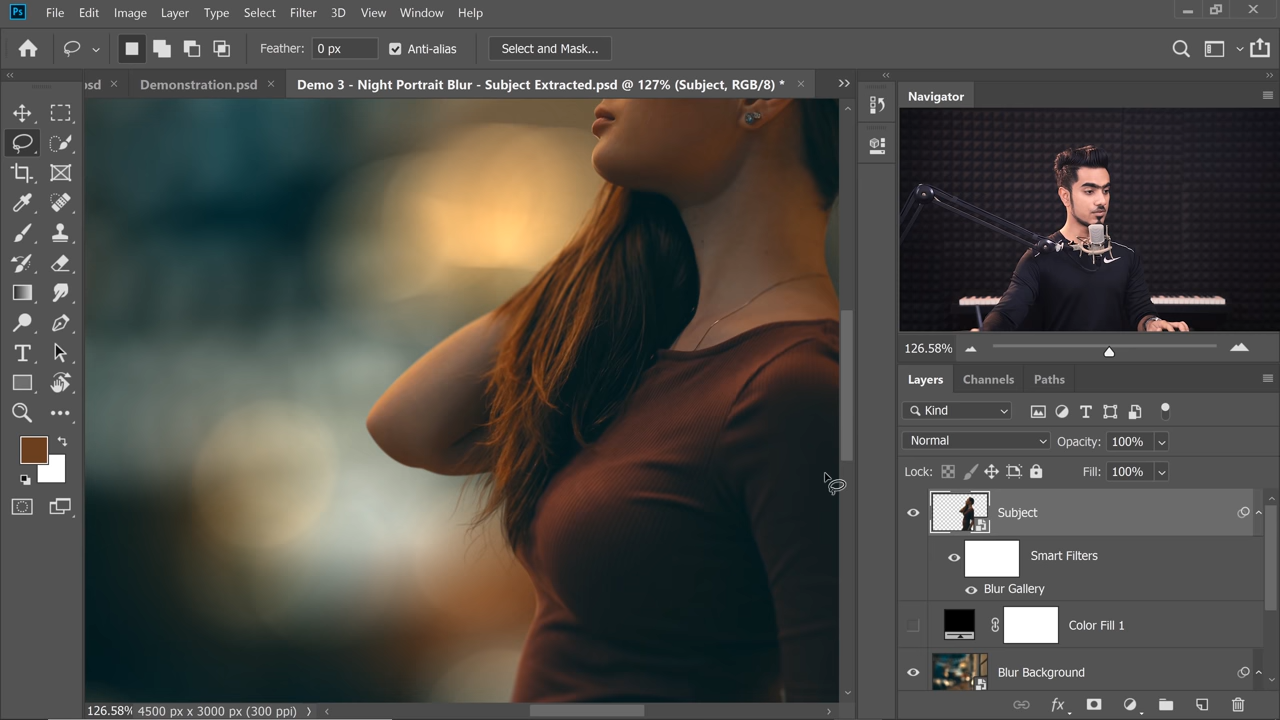 Ps File Edit Image Layer Type Select Filter 3D View Window Help
Feather: 0 px Anti-alias Select and Mask...
sd × Demonstration.psd × Demo 3 - Night Portrait Blur - Subject Extracted.psd @ 127% (Subject, RGB/8) * ×
Navigator
126.58%
Layers Channels Paths
Kind
Normal Opacity: 100%
Lock: Fill: 100%
Subject
Smart Filters
Blur Gallery
Color Fill 1
Blur Background
126.58% 4500 px x 3000 px (300 ppi)
fx